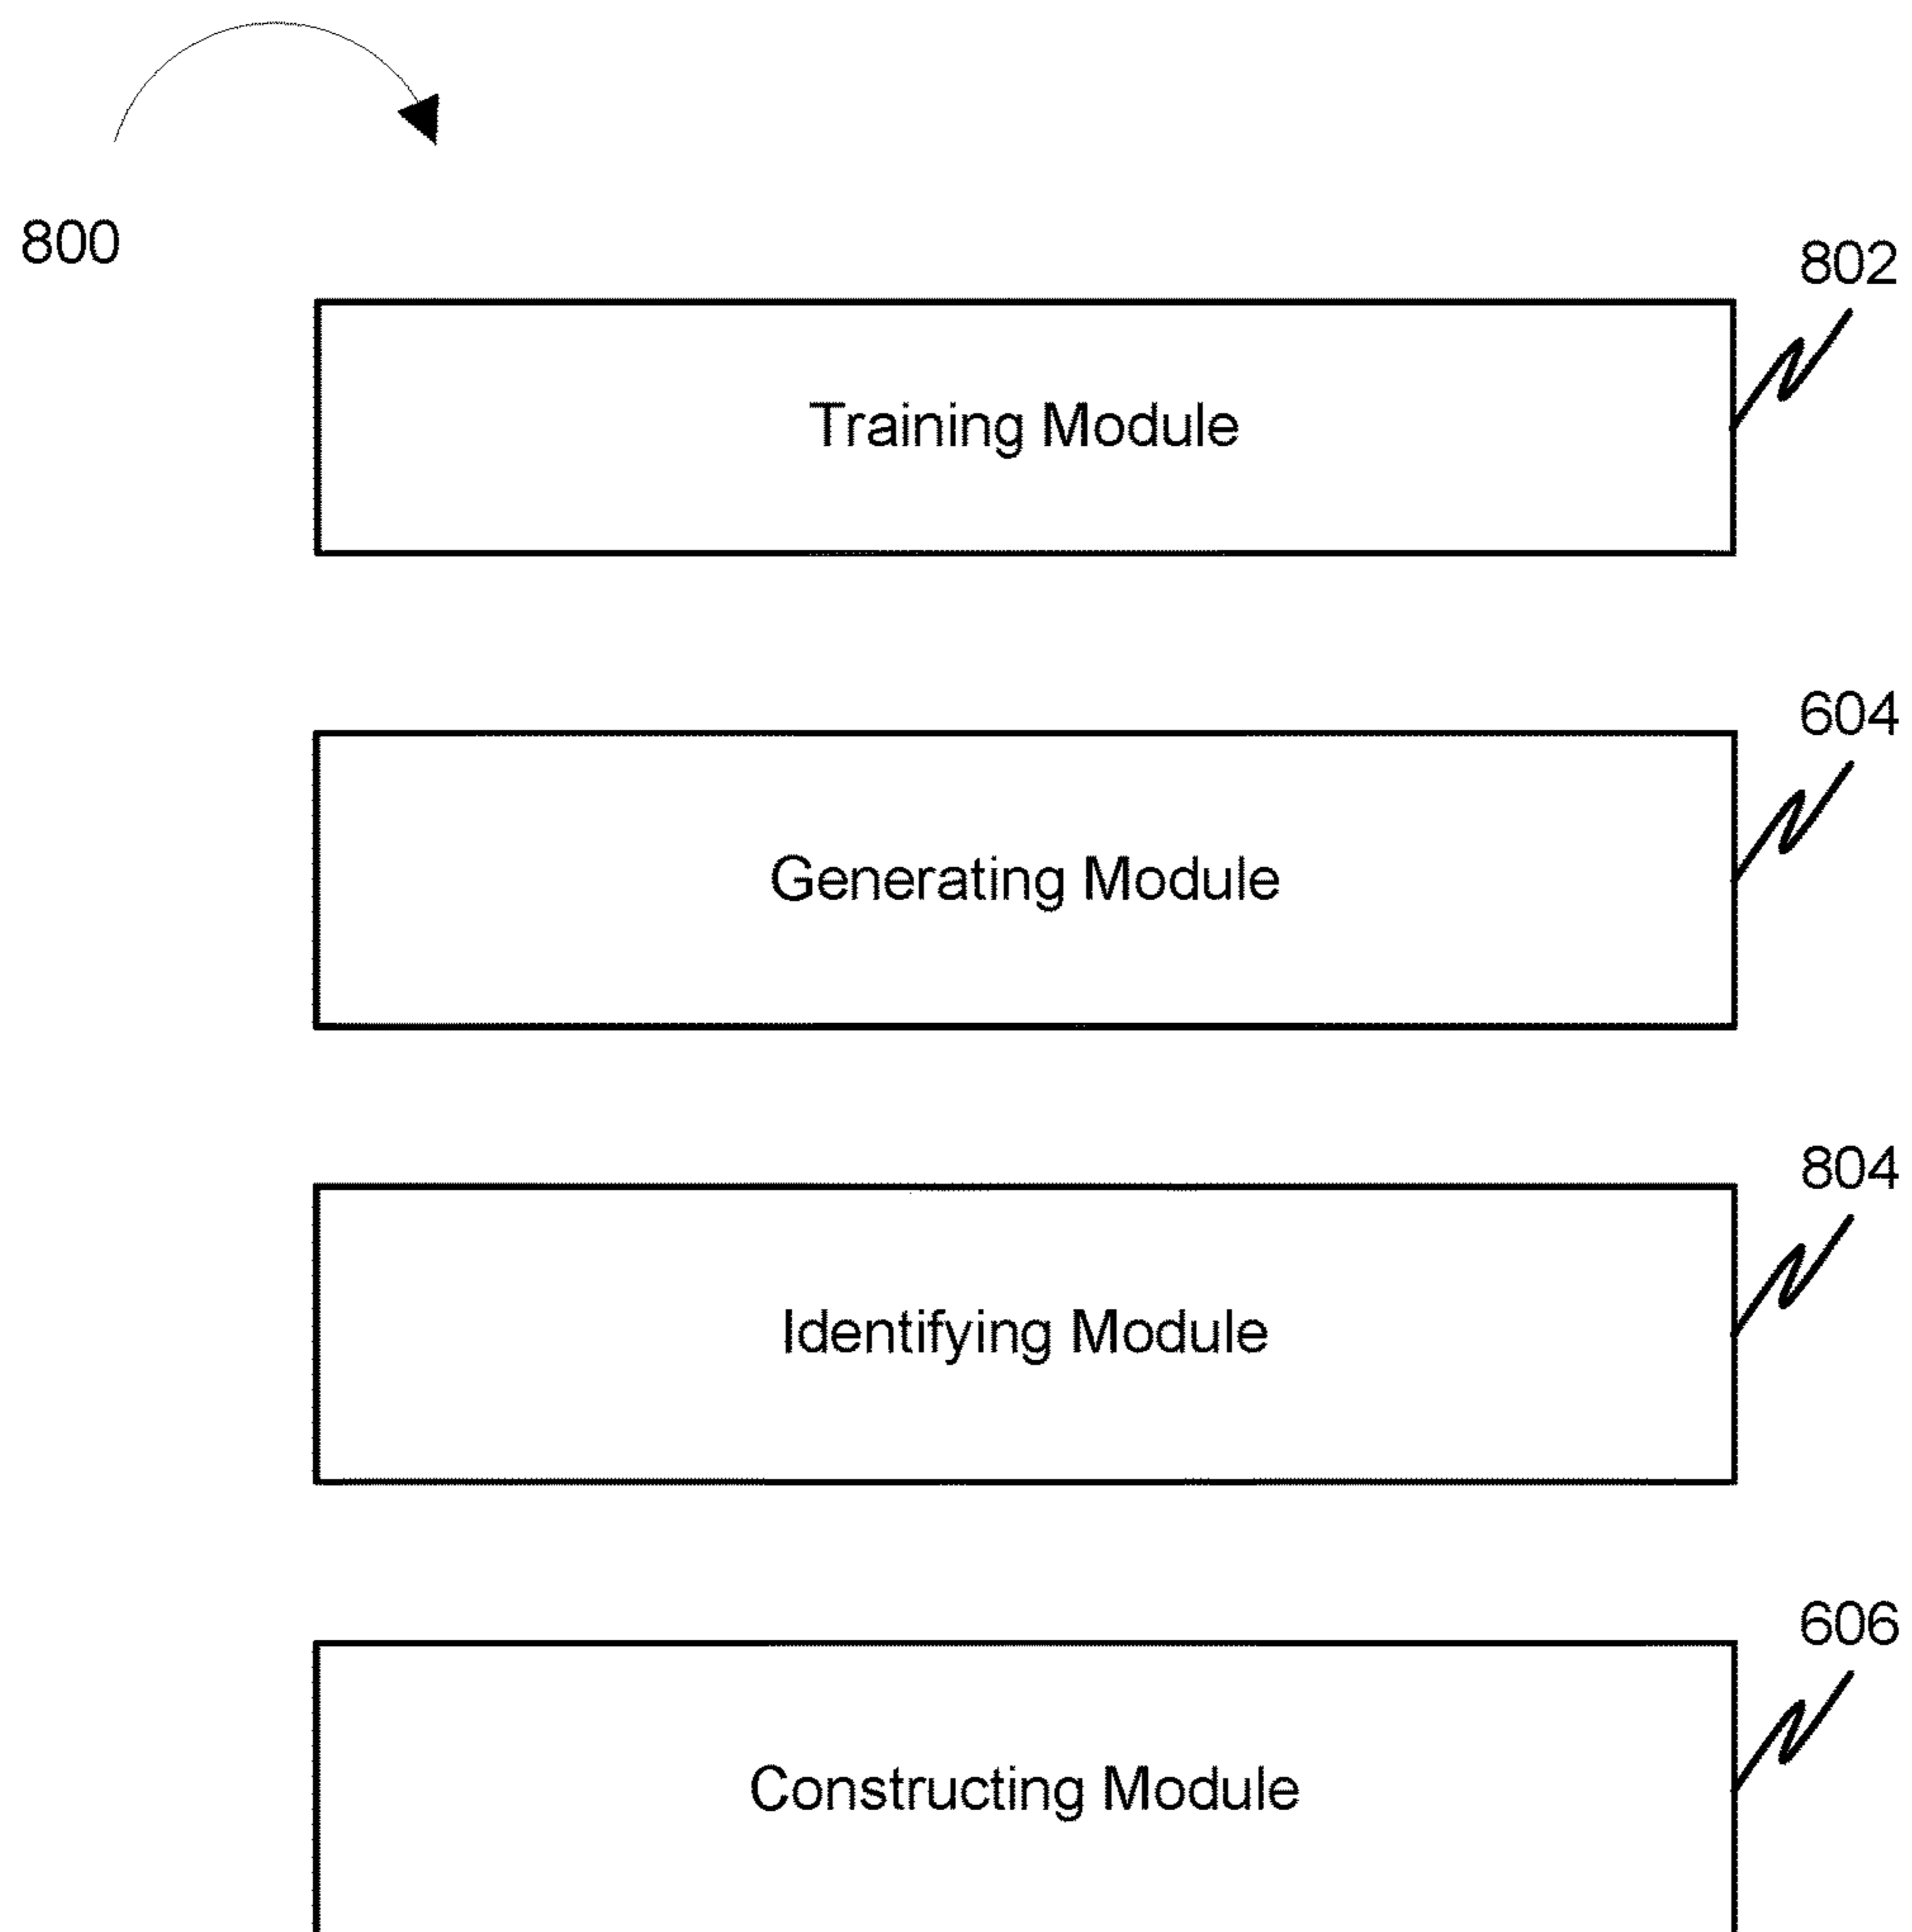 800
802
Training Module
604
Generating Module
804
Identifying Module
606
Constructing Module